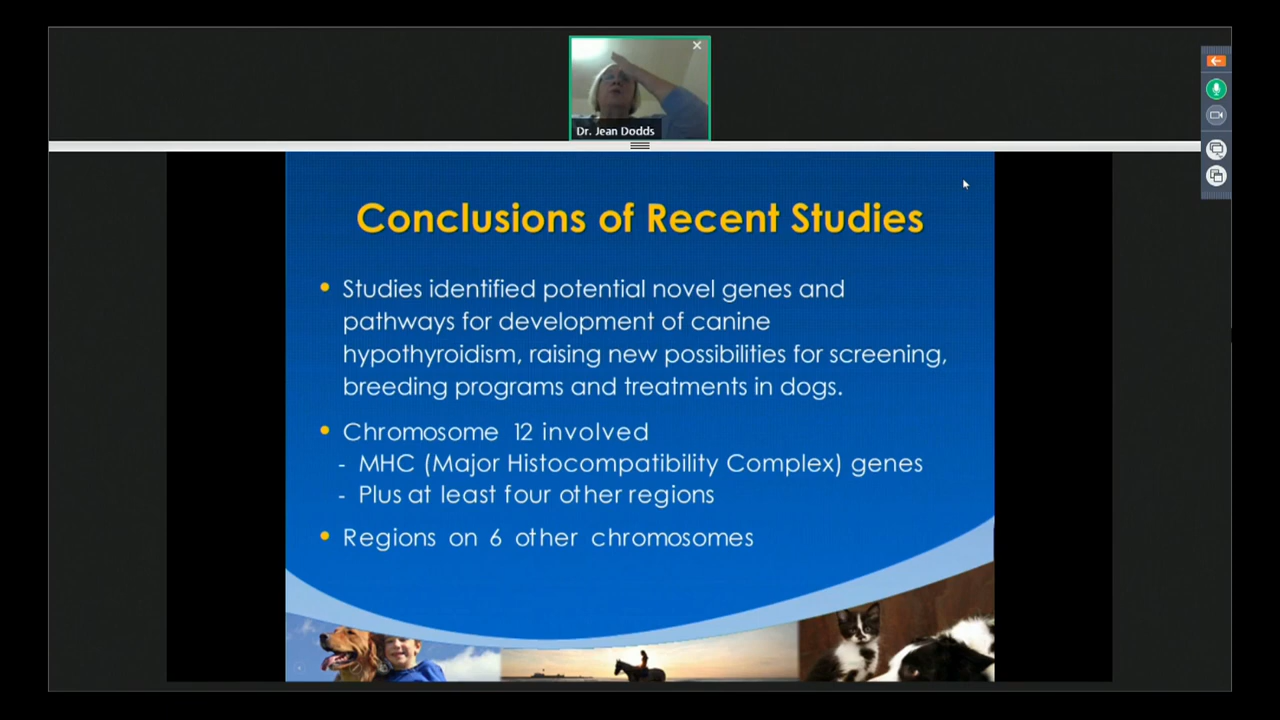 Dr. Jean Dodds
Conclusions of Recent Studies
• Studies identified potential novel genes and
pathways for development of canine
hypothyroidism, raising new possibilities for screening,
breeding programs and treatments in dogs.
• Chromosome 12 involved
- MHC (Major Histocompatibility Complex) genes
- Plus at least four other regions
• Regions on 6 other chromosomes